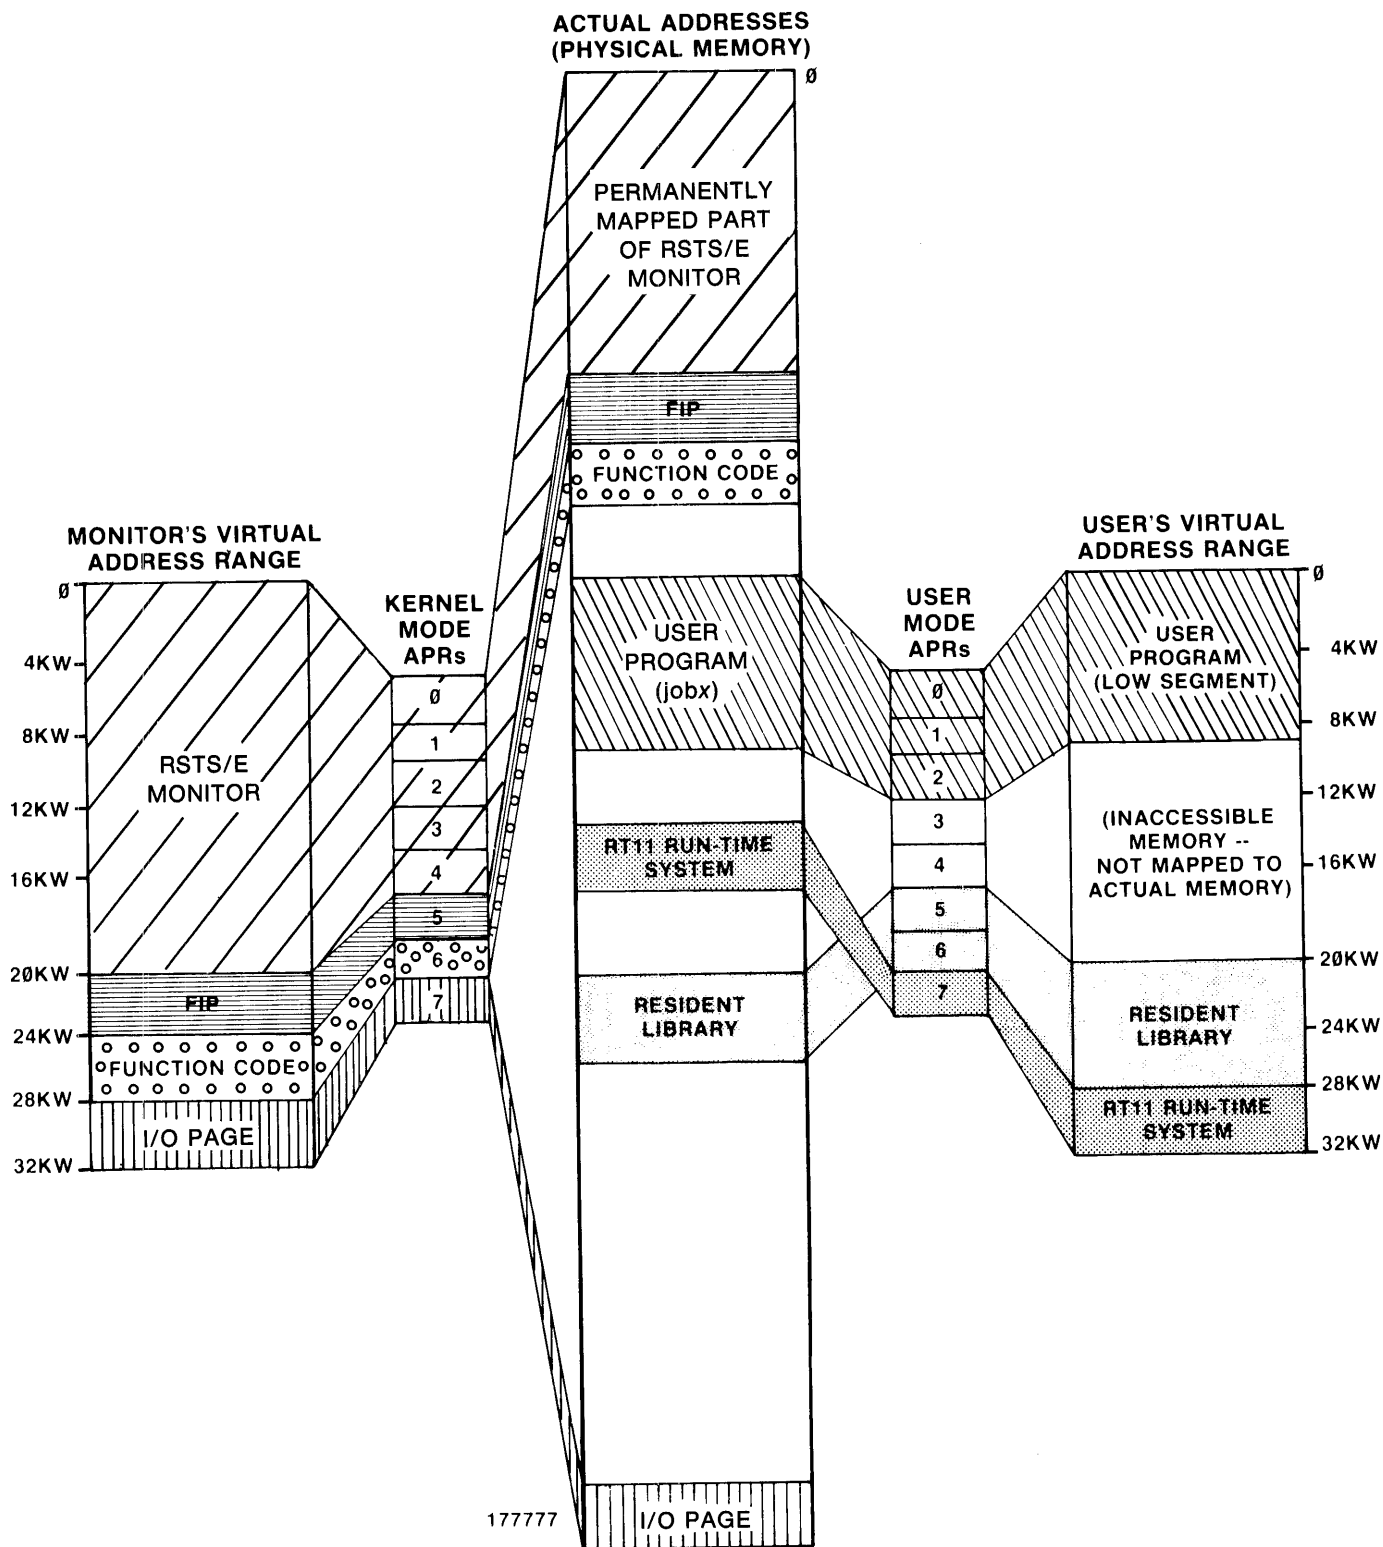 ACTUAL ADDRESSES
(PHYSICAL MEMORY)
Ø
PERMANENTLY
MAPPED PART
OF RSTS/E
MONITOR
FIP
FUNCTION CODE
USER
PROGRAM
(jobx)
RT11 RUN-TIME
SYSTEM
RESIDENT
LIBRARY
I/O PAGE
177777
MONITOR'S VIRTUAL
ADDRESS RANGE
Ø
4KW
8KW
12KW
16KW
2ØKW
24KW
28KW
32KW
RSTS/E
MONITOR
FIP
FUNCTION CODE
I/O PAGE
KERNEL
MODE
APRs
Ø
1
2
3
4
5
6
7
USER
MODE
APRs
Ø
1
2
3
4
5
6
7
USER'S VIRTUAL
ADDRESS RANGE
Ø
4KW
8KW
12KW
16KW
2ØKW
24KW
28KW
32KW
USER
PROGRAM
(LOW SEGMENT)
(INACCESSIBLE
MEMORY --
NOT MAPPED TO
ACTUAL MEMORY)
RESIDENT
LIBRARY
RT11 RUN-TIME
SYSTEM